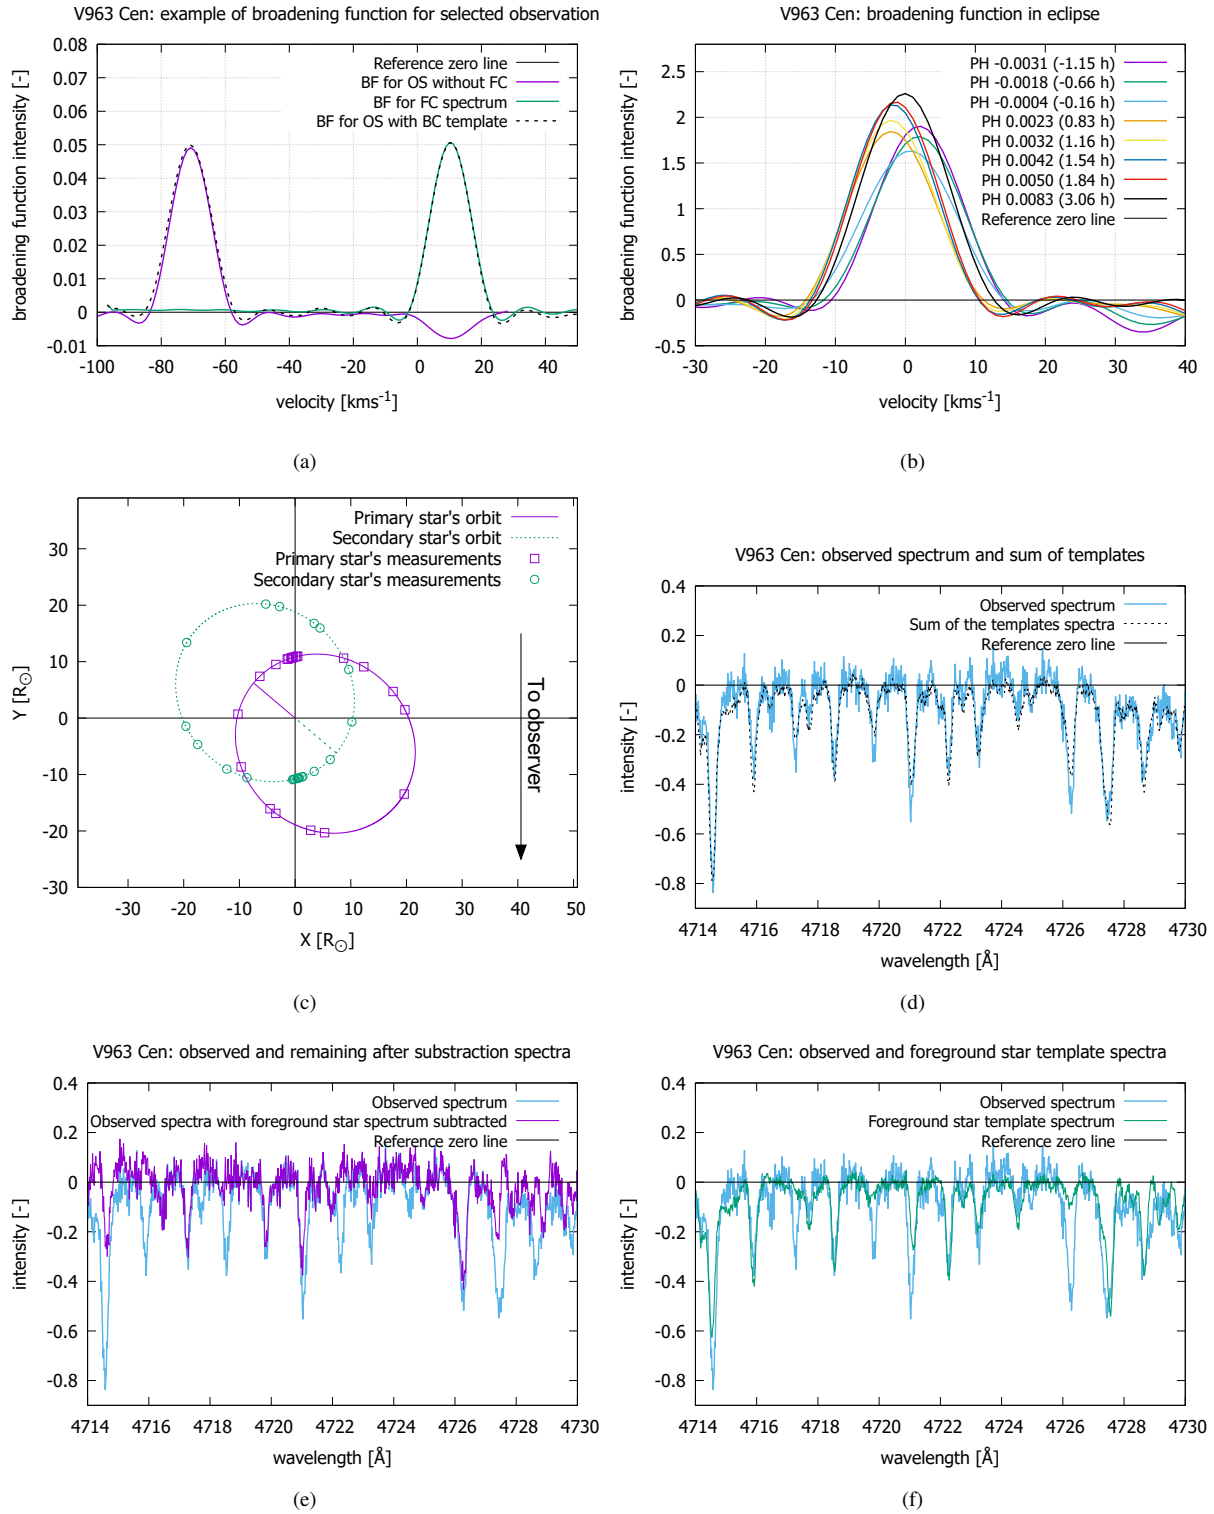 V963 Cen: example of broadening function for selected observation
broadening function intensity [-]
0.08
0.07
0.06
0.05
0.04
0.03
0.02
0.01
0
-0.01
Reference zero line
BF for OS without FC
BF for FC spectrum
BF for OS with BC template
-100 -80 -60 -40 -20 0 20 40
velocity [kms-1]
(a)
V963 Cen: broadening function in eclipse
broadening function intensity [-]
2.5
2
1.5
1
0.5
0
-0.5
PH -0.0031 (-1.15 h)
PH -0.0018 (-0.66 h)
PH -0.0004 (-0.16 h)
PH 0.0023 (0.83 h)
PH 0.0032 (1.16 h)
PH 0.0042 (1.54 h)
PH 0.0050 (1.84 h)
PH 0.0083 (3.06 h)
Reference zero line
-30 -20 -10 0 10 20 30 40
velocity [kms-1]
(b)
Y [R☉]
30
20
10
0
-10
-20
-30
Primary star's orbit
Secondary star's orbit
Primary star's measurements
Secondary star's measurements
To observer
-30 -20 -10 0 10 20 30 40 50
X [R☉]
(c)
V963 Cen: observed spectrum and sum of templates
intensity [-]
0.4
0.2
0
-0.2
-0.4
-0.6
-0.8
Observed spectrum
Sum of the templates spectra
Reference zero line
4714 4716 4718 4720 4722 4724 4726 4728 4730
wavelength [Å]
(d)
V963 Cen: observed and remaining after substraction spectra
intensity [-]
0.4
0.2
0
-0.2
-0.4
-0.6
-0.8
Observed spectrum
Observed spectra with foreground star spectrum subtracted
Reference zero line
4714 4716 4718 4720 4722 4724 4726 4728 4730
wavelength [Å]
(e)
V963 Cen: observed and foreground star template spectra
intensity [-]
0.4
0.2
0
-0.2
-0.4
-0.6
-0.8
Observed spectrum
Foreground star template spectrum
Reference zero line
4714 4716 4718 4720 4722 4724 4726 4728 4730
wavelength [Å]
(f)